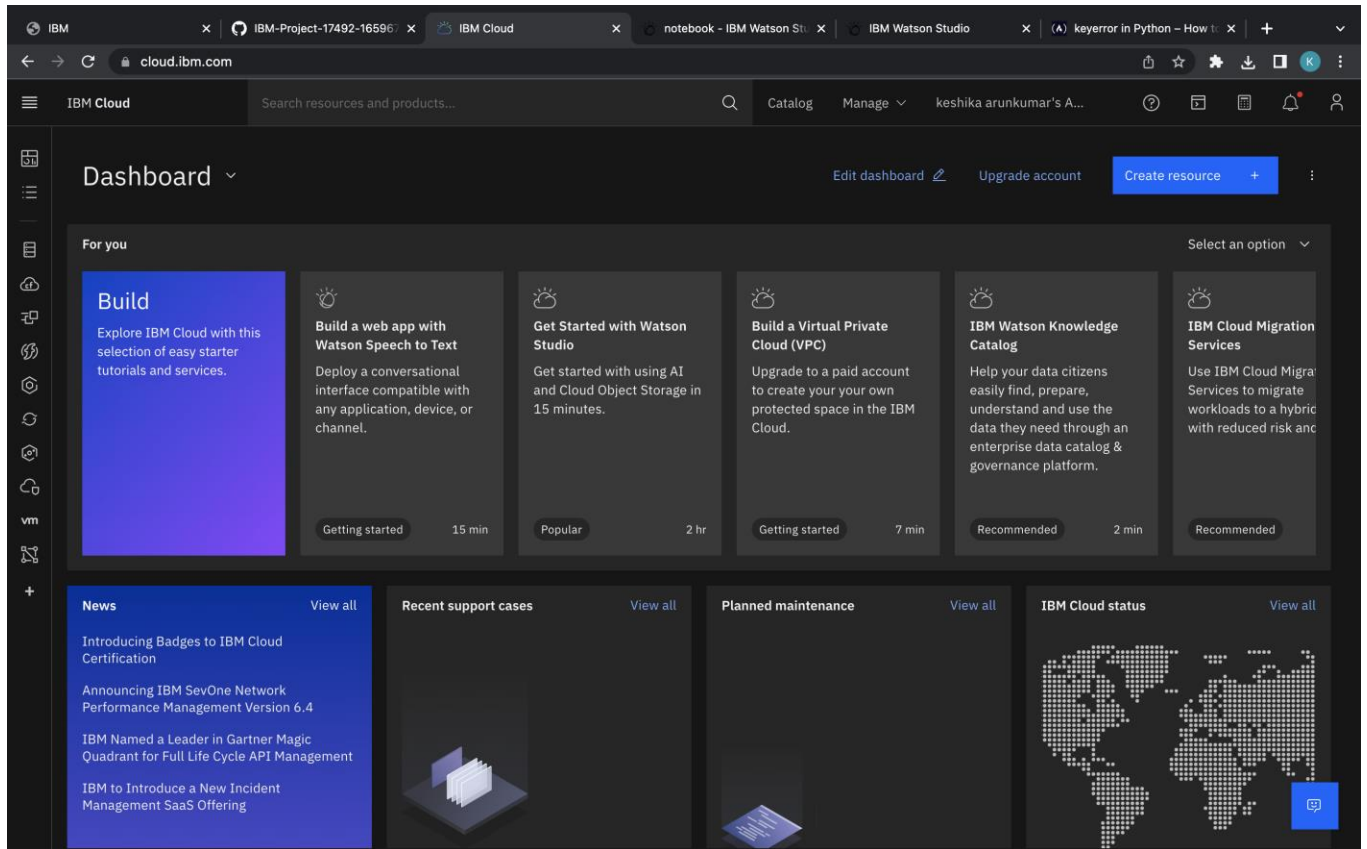 IBM
IBM-Project-17492-165967
IBM Cloud
notebook - IBM Watson Stu
IBM Watson Studio
(A) keyerror in Python – How to
cloud.ibm.com
K
IBM Cloud
Search resources and products...
Catalog
Manage
keshika arunkumar's A...
Dashboard
Edit dashboard
Upgrade account
Create resource +
For you
Select an option
Build
Explore IBM Cloud with this
selection of easy starter
tutorials and services.
Build a web app with
Watson Speech to Text
Deploy a conversational
interface compatible with
any application, device, or
channel.
Getting started
15 min
Get Started with Watson
Studio
Get started with using AI
and Cloud Object Storage in
15 minutes.
Popular
2 hr
Build a Virtual Private
Cloud (VPC)
Upgrade to a paid account
to create your your own
protected space in the IBM
Cloud.
Getting started
7 min
IBM Watson Knowledge
Catalog
Help your data citizens
easily find, prepare,
understand and use the
data they need through an
enterprise data catalog &
governance platform.
Recommended
2 min
IBM Cloud Migration
Services
Use IBM Cloud Migra
Services to migrate
workloads to a hybrid
with reduced risk and
Recommended
cf
vm
News
View all
Introducing Badges to IBM Cloud
Certification
Announcing IBM SevOne Network
Performance Management Version 6.4
IBM Named a Leader in Gartner Magic
Quadrant for Full Life Cycle API Management
IBM to Introduce a New Incident
Management SaaS Offering
Recent support cases
View all
Planned maintenance
View all
IBM Cloud status
View all